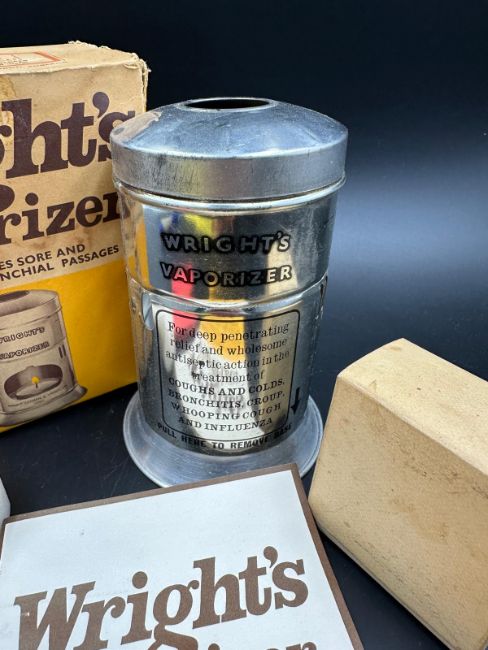 ght's
rizer
ES SORE AND
NCHIAL PASSAGES
WRIGHT'S
VAPORIZER
WRIGHT'S
VAPORIZER
For deep penetrating
relief and wholesome
antiseptic action in the
treatment of
COUGHS AND COLDS,
BRONCHITIS, CROUP,
WHOOPING COUGH
AND INFLUENZA
PULL HERE TO REMOVE BASE
Wright's
rizer